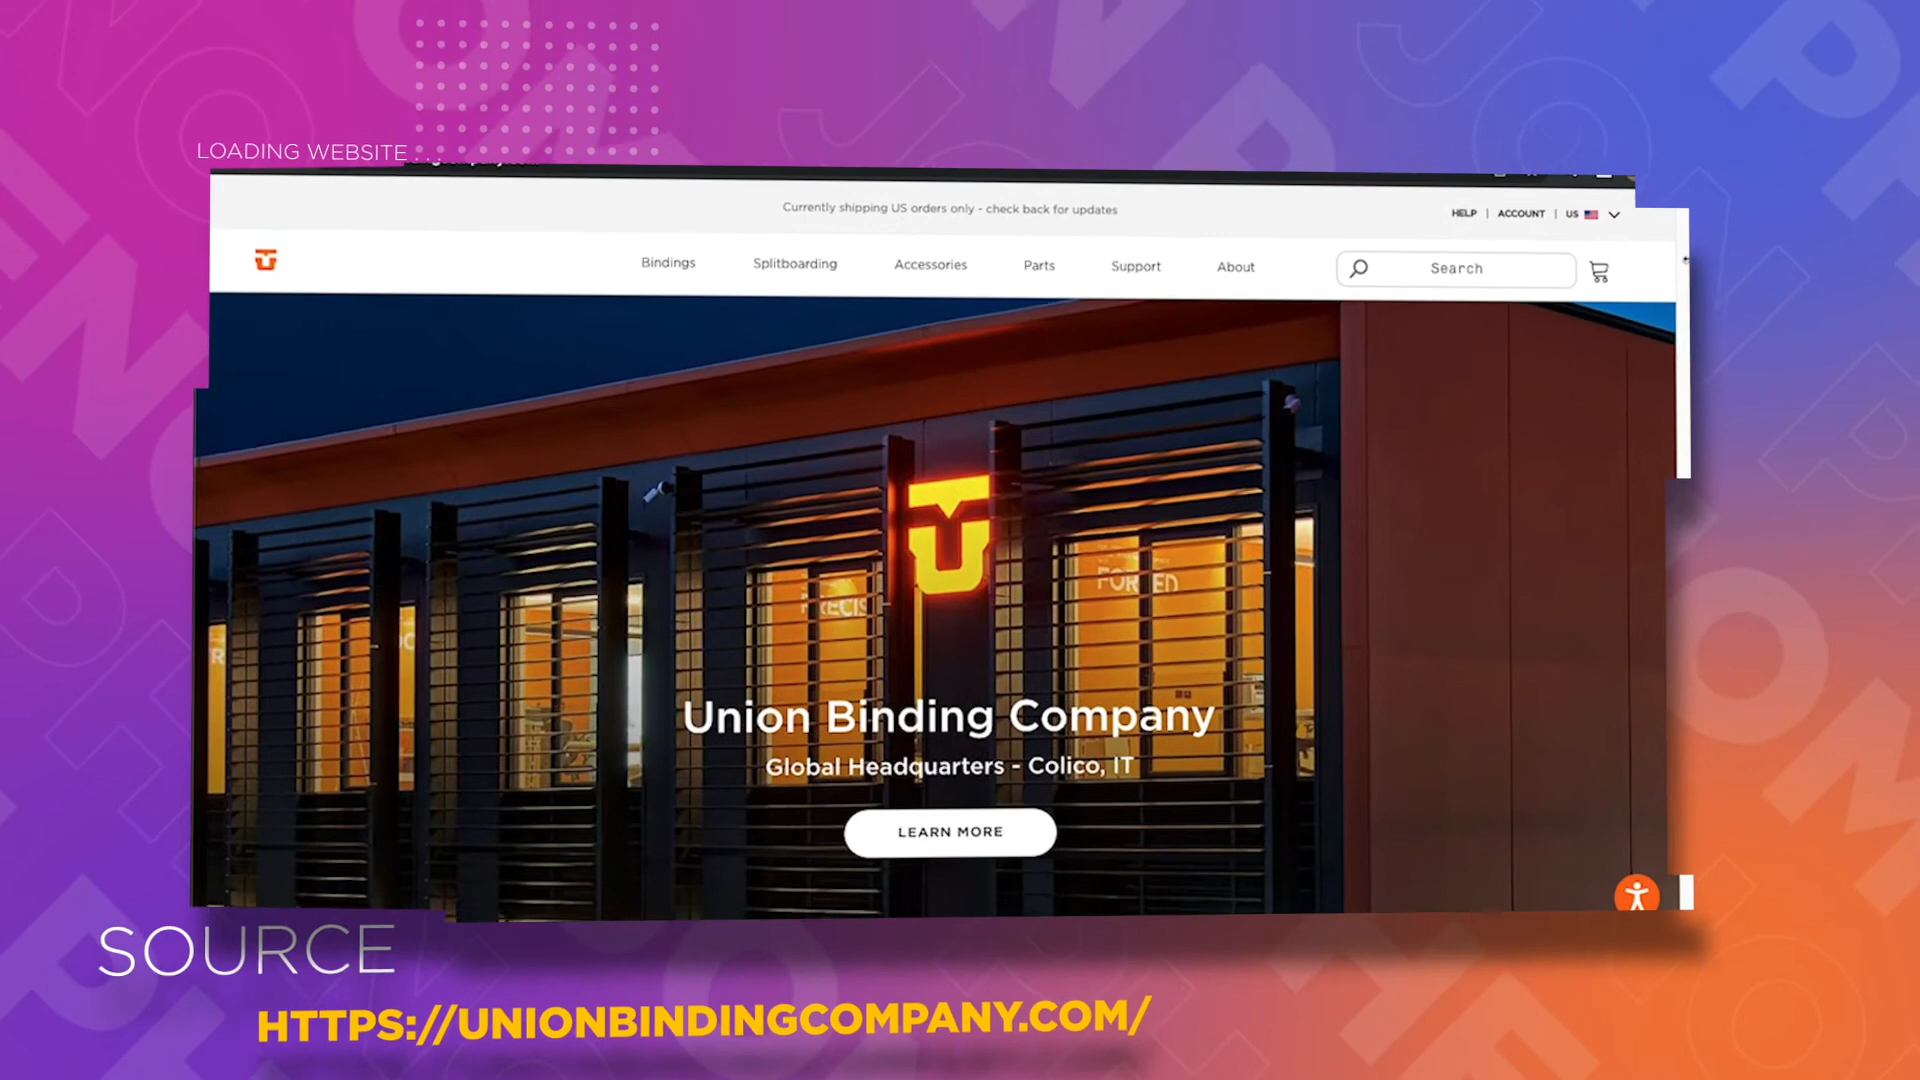 LOADING WEBSITE . . .
Currently shipping US orders only - check back for updates
HELP | ACCOUNT | US
Bindings Splitboarding Accessories Parts Support About Search
FORGED
Union Binding Company
Global Headquarters - Colico, IT
LEARN MORE
SOURCE
HTTPS://UNIONBINDINGCOMPANY.COM/